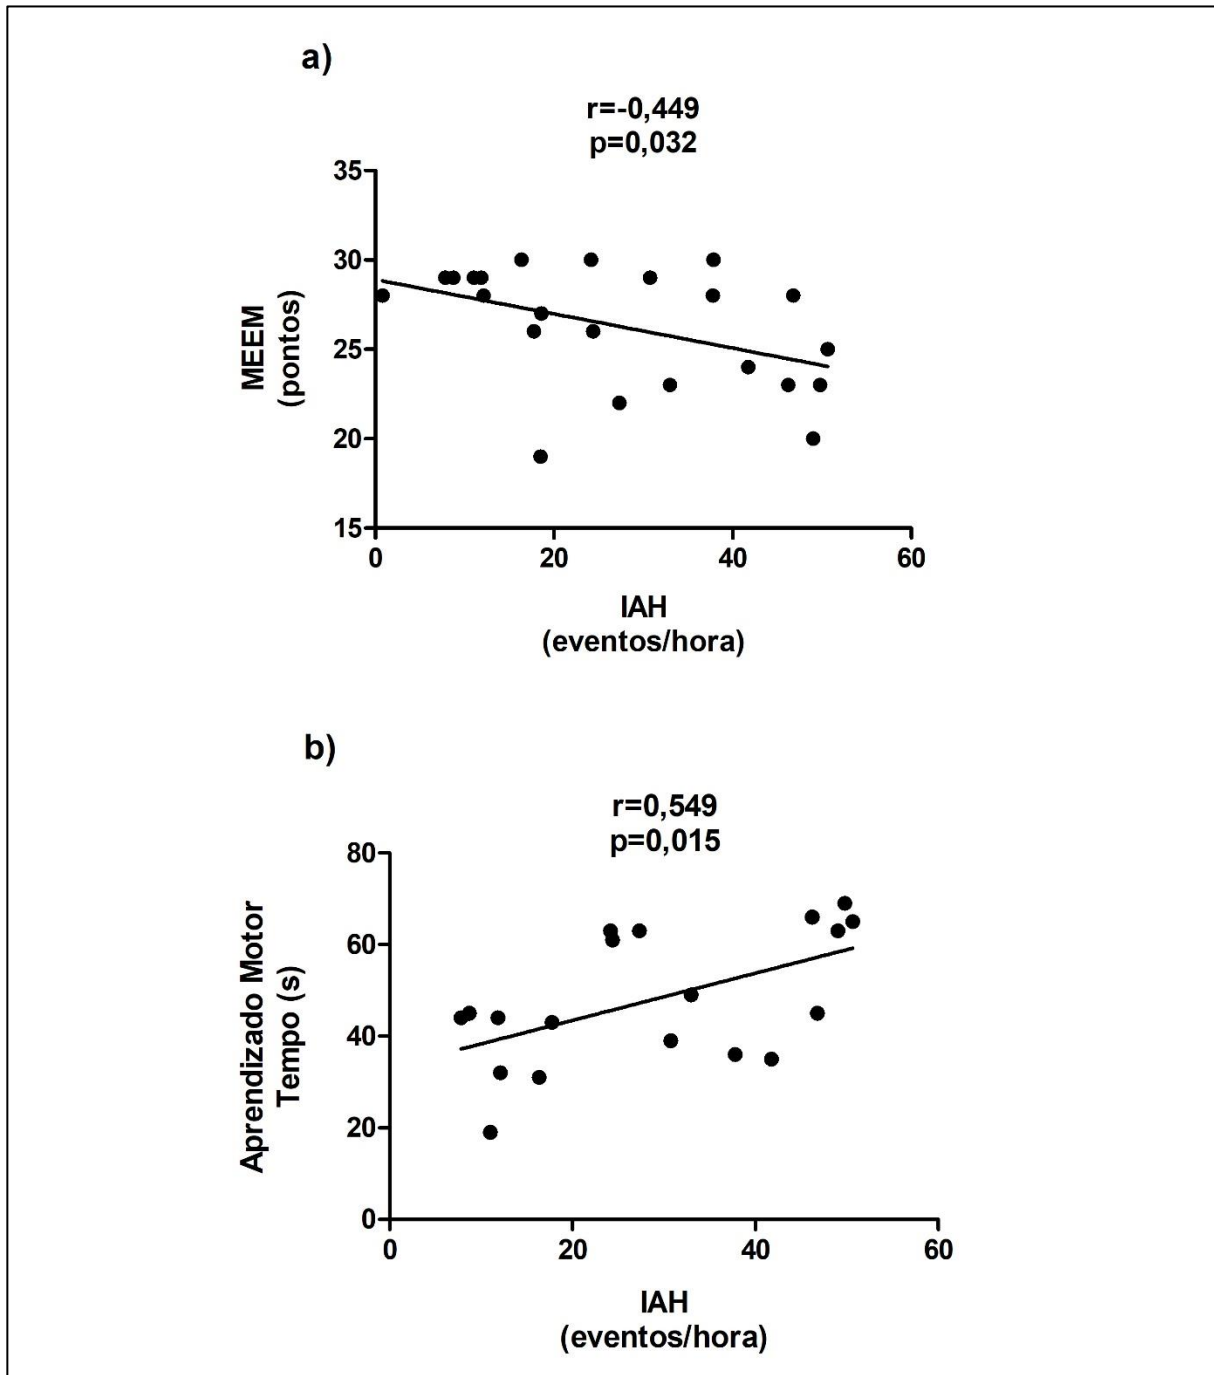 a)
r=-0,449
p=0,032
35
30
25
20
15
MEEM
(pontos)
0
20
40
60
IAH
(eventos/hora)
b)
r=0,549
p=0,015
80
60
40
20
0
Aprendizado Motor
Tempo (s)
0
20
40
60
IAH
(eventos/hora)